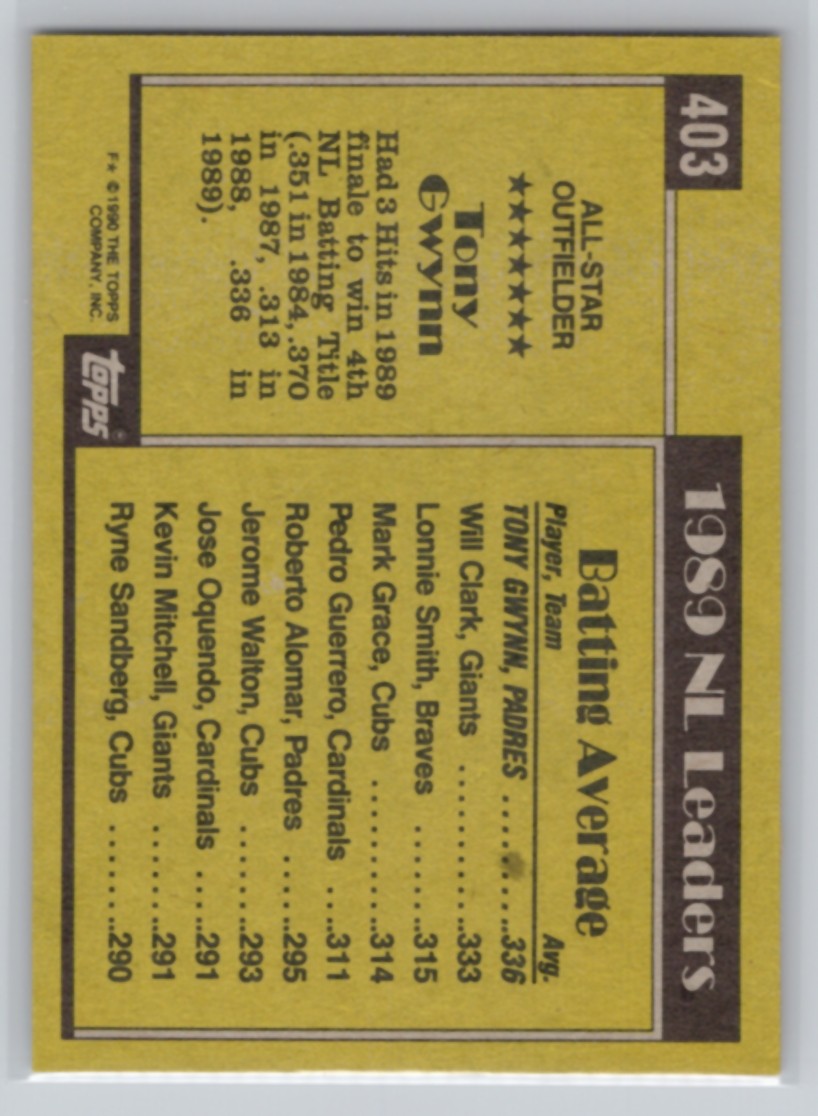 403
ALL-STAR
OUTFIELDER
★★★★★★★
Tony
Gwynn
Had 3 Hits in 1989
finale to win 4th
NL Batting Title
(.351 in 1984, .370
in 1987, .313 in
1988, .336 in
1989).
F* ©1990 THE TOPPS
COMPANY, INC.
topps®
1989 NL Leaders
Batting Average
Player, Team Avg.
TONY GWYNN, PADRES .........336
Will Clark, Giants ...........333
Lonnie Smith, Braves ........315
Mark Grace, Cubs ...........314
Pedro Guerrero, Cardinals ....311
Roberto Alomar, Padres ......295
Jerome Walton, Cubs ........293
Jose Oquendo, Cardinals .....291
Kevin Mitchell, Giants ........291
Ryne Sandberg, Cubs ........290